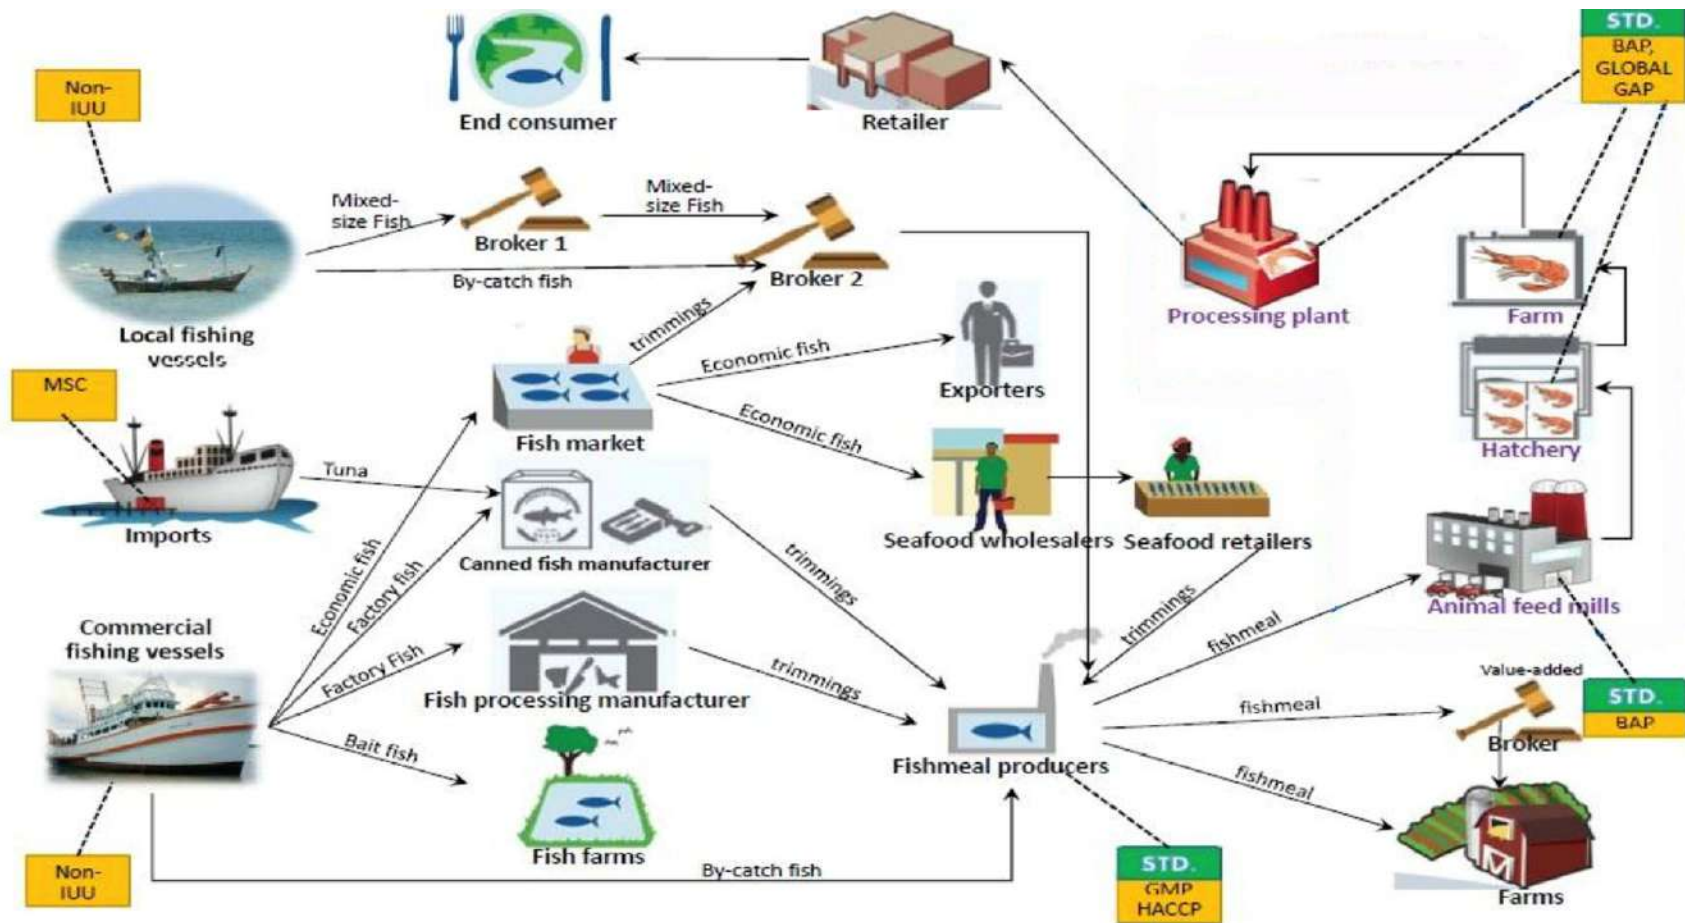 STD.
BAP,
GLOBAL
GAP
Non-
IUU
End consumer
Retailer
Mixed-
size Fish
Mixed-
size Fish
Broker 1
By-catch fish
Broker 2
Local fishing
vessels
trimmings
Economic fish
Exporters
Processing plant
Farm
MSC
Fish market
Economic fish
Hatchery
Tuna
Imports
Canned fish manufacturer
Seafood wholesalers
Seafood retailers
Economic fish
Factory fish
trimmings
trimmings
Animal feed mills
fishmeal
Commercial
fishing vessels
Factory Fish
Fish processing manufacturer
trimmings
Value-added
STD.
BAP
fishmeal
Broker
Bait fish
Fishmeal producers
fishmeal
Fish farms
By-catch fish
Non-
IUU
STD.
GMP
HACCP
Farms